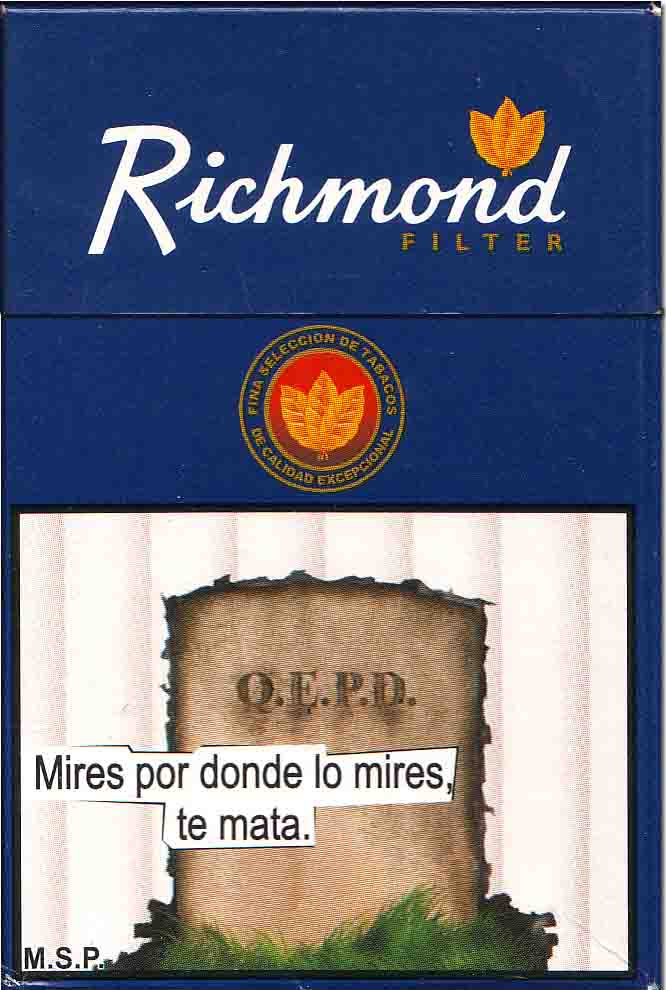 Richmond
FILTER
FINA SELECCION DE TABACOS
DE CALIDAD EXCEPCIONAL
Q.E.P.D.
Mires por donde lo mires,
te mata.
M.S.P.